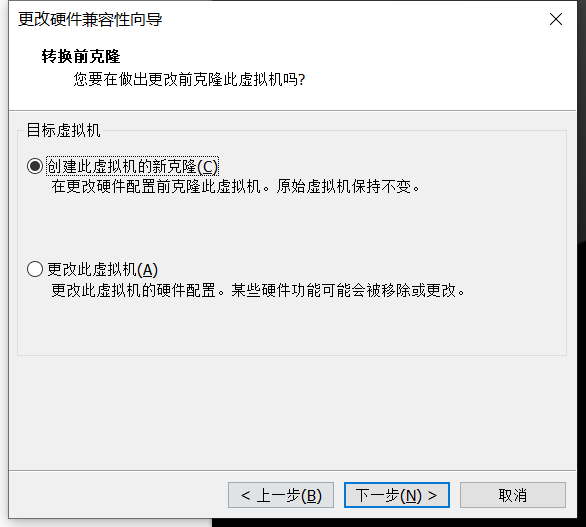 更改硬件兼容性向导
转换前克隆
您要在做出更改前克隆此虚拟机吗?
目标虚拟机
创建此虚拟机的新克隆(C)
在更改硬件配置前克隆此虚拟机。原始虚拟机保持不变。
更改此虚拟机(A)
更改此虚拟机的硬件配置。某些硬件功能可能会被移除或更改。
< 上一步(B)
下一步(N) >
取消